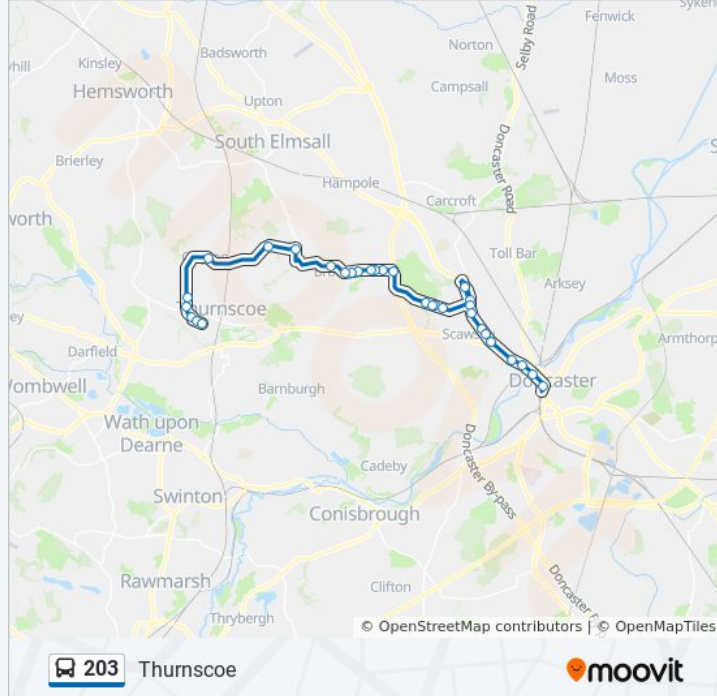 Fenwick
Norton
Selby Road
Badsworth
Kinsley
Hemsworth
Campsall
Moss
Upton
South Elmsall
Brierley
Doncaster Road
Hampole
Carcroft
Toll Bar
Arksey
Thurnscoe
Scawsby
Armthorpe
Darfield
Doncaster
Wombwell
Barnburgh
Wath upon
Dearne
Doncaster By-pass
Cadeby
Swinton
Conisbrough
Rawmarsh
Clifton
Thrybergh
© OpenStreetMap contributors | © OpenMapTiles
203 Thurnscoe
moovit